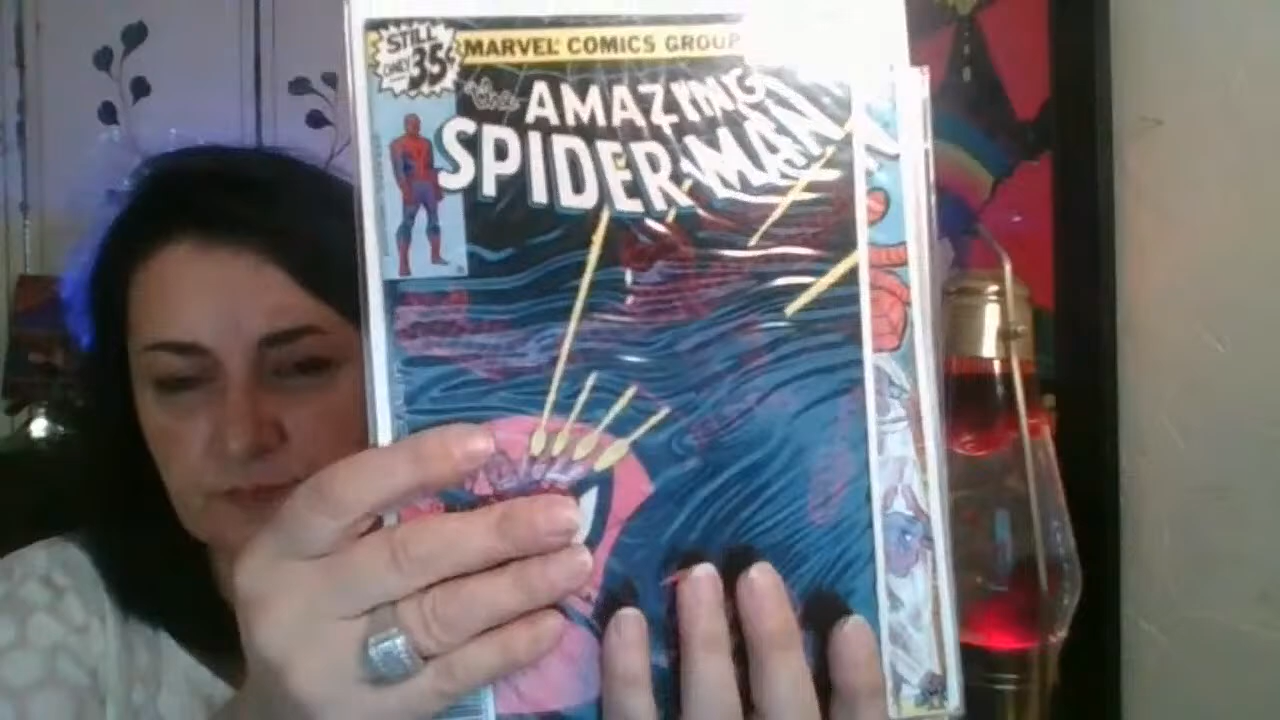 STILL
ONLY 35¢
MARVEL COMICS GROUP
The AMAZING
SPIDER-MAN